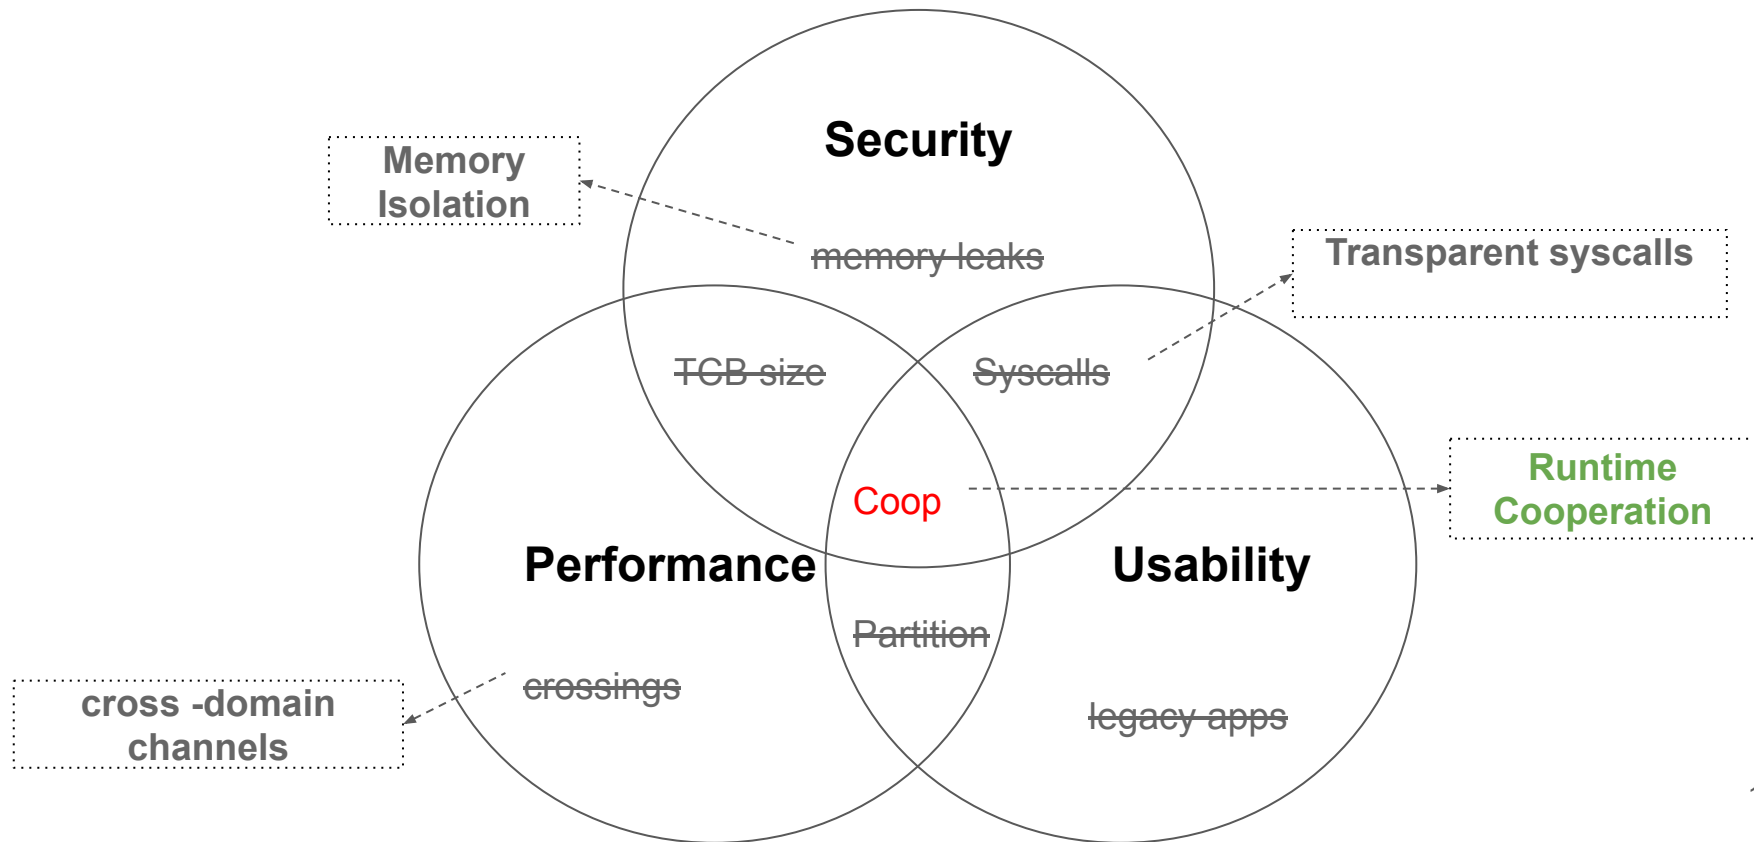 Security
Memory
Isolation
memory leaks
Transparent syscalls
TCB size
Syscalls
Runtime
Cooperation
Coop
Performance
Usability
Partition
crossings
cross -domain
channels
legacy apps